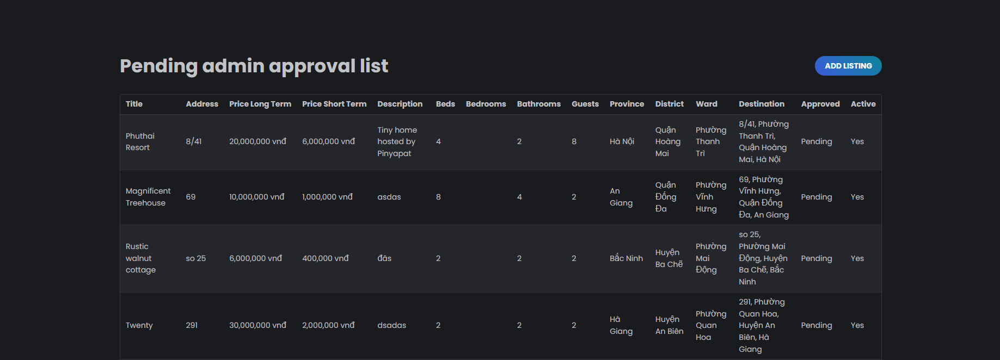 Pending admin approval list
ADD LISTING
Title Address Price Long Term Price Short Term Description Beds Bedrooms Bathrooms Guests Province District Ward Destination Approved Active
Phuthai
Resort
8/41
20,000,000 vnđ
6,000,000 vnđ
Tiny home
hosted by
Pinyapat
4
2
8
Hà Nội
Quận
Hoàng
Mai
Phường
Thanh
Trì
8/41, Phường
Thanh Trì,
Quận Hoàng
Mai, Hà Nội
Pending
Yes
Magnificent
Treehouse
69
10,000,000 vnđ
1,000,000 vnđ
asdas
8
4
2
An
Giang
Quận
Đống
Đa
Phường
Vĩnh
Hưng
69, Phường
Vĩnh Hưng,
Quận Đống
Đa, An Giang
Pending
Yes
Rustic
walnut
cottage
so 25
6,000,000 vnđ
400,000 vnđ
đâs
2
2
2
Bắc Ninh
Huyện
Ba Chẽ
Phường
Mai
Động
so 25,
Phường Mai
Động, Huyện
Ba Chẽ, Bắc
Ninh
Pending
Yes
Twenty
291
30,000,000 vnđ
2,000,000 vnđ
dsadas
2
2
2
Hà
Giang
Huyện
An Biên
Phường
Quan
Hoa
291, Phường
Quan Hoa,
Huyện An
Biên, Hà
Giang
Pending
Yes